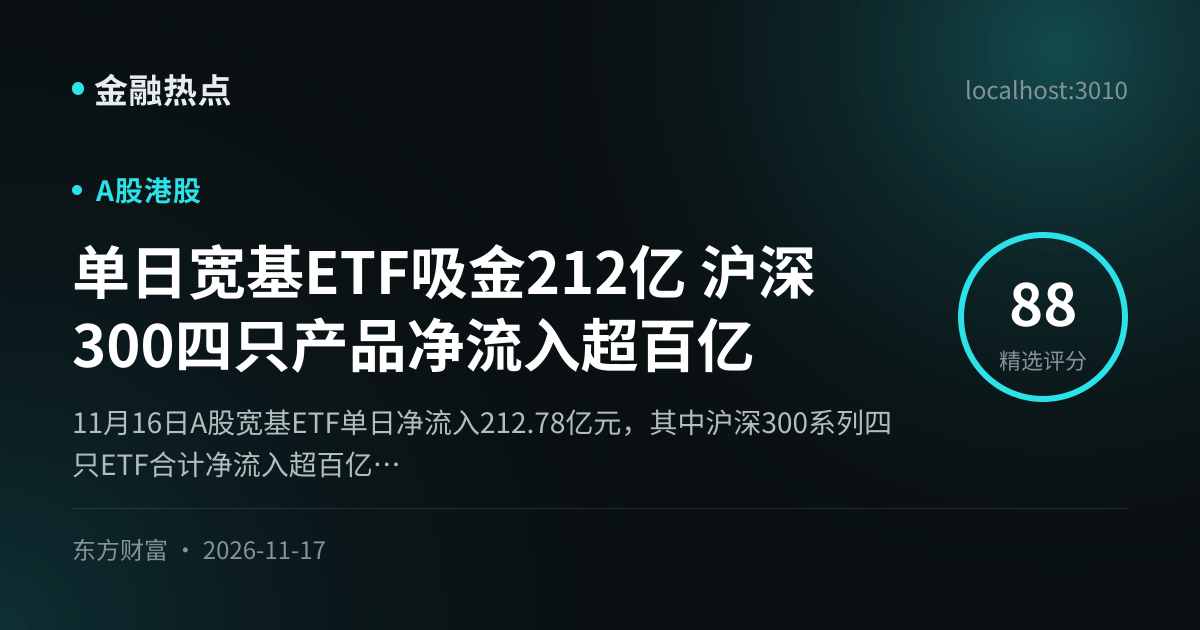 金融热点
localhost:3010
A股港股
单日宽基ETF吸金212亿 沪深
300四只产品净流入超百亿
88
精选评分
11月16日A股宽基ETF单日净流入212.78亿元，其中沪深300系列四
只ETF合计净流入超百亿…
东方财富 · 2026-11-17